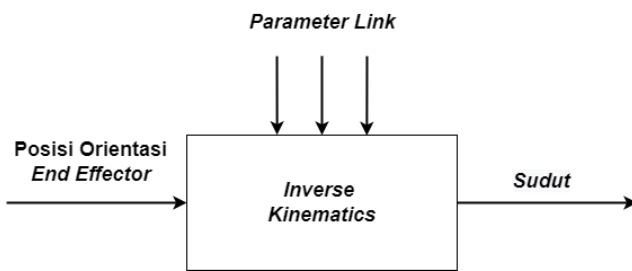 Parameter Link
Posisi Orientasi
End Effector
Inverse
Kinematics
Sudut